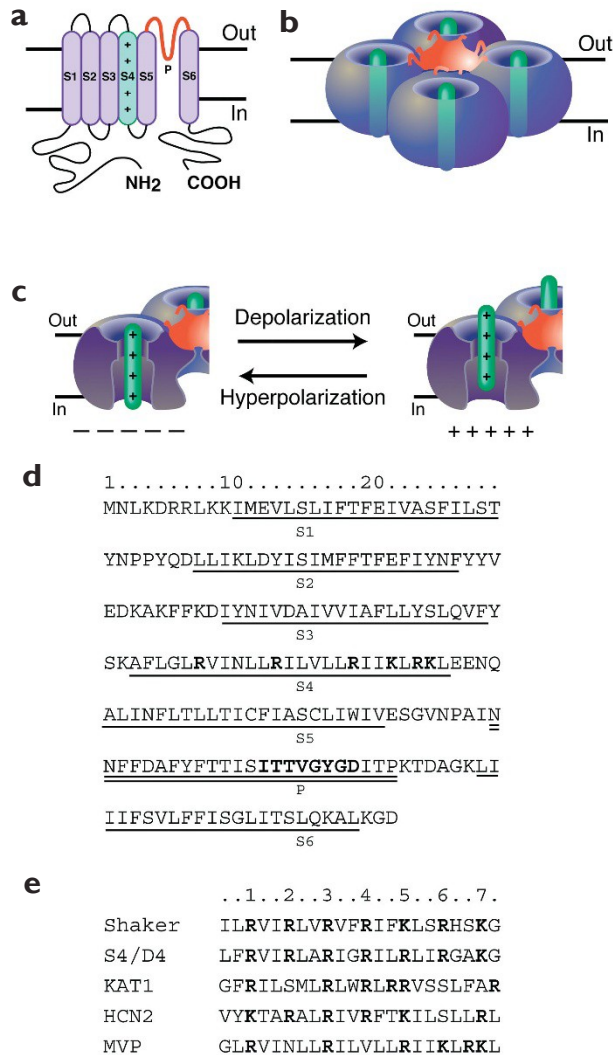 a
Out
S1 S2 S3 S4 S5 P S6
+ + + + +
In
NH2 COOH
b
Out
In
c
Out
In
+ + + +
− − − − −
Depolarization
Hyperpolarization
Out
In
+ + + +
+ + + + +
d
1........10........20.........
MNLKDRRLKKIMEVLSLIFTFEIVASFILST
S1
YNPPYQDLLIKLDYISIMFFTFEFIYNFYYV
S2
EDKAKFFKDIYNIVDAIVVIAFLLYSLQVFY
S3
SKAFLGLRVINLLRILVLLRIIKLRKLEENQ
S4
ALINFLTLLTICFIASCLIWIVESGVNPAIN
S5
NFFDAFYFTTISITTVGYGDITPKTDAGKLI
P
IIFSVLFFISGLITSLQKALKGD
S6
e
..1..2..3..4..5..6..7.
Shaker ILRVIRLVRVFRIFKLSRHSKG
S4/D4 LFRVIRLARIGRILRLIRGAKG
KAT1 GFRILSMLRLWRLRRVSSLFAR
HCN2 VYKTARALRIVRFTKILSLLRL
MVP GLRVINLLRILVLLRIIKLRKL